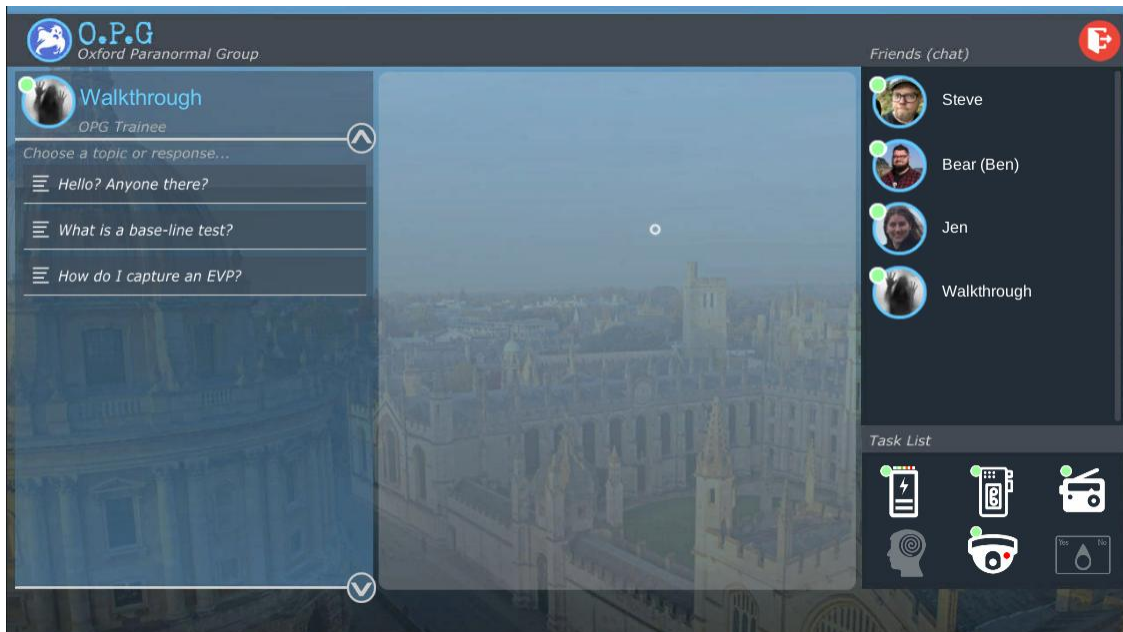 O.P.G
Oxford Paranormal Group
Friends (chat)
Walkthrough
OPG Trainee
Choose a topic or response...
Hello? Anyone there?
What is a base-line test?
How do I capture an EVP?
Steve
Bear (Ben)
Jen
Walkthrough
Task List
Yes No